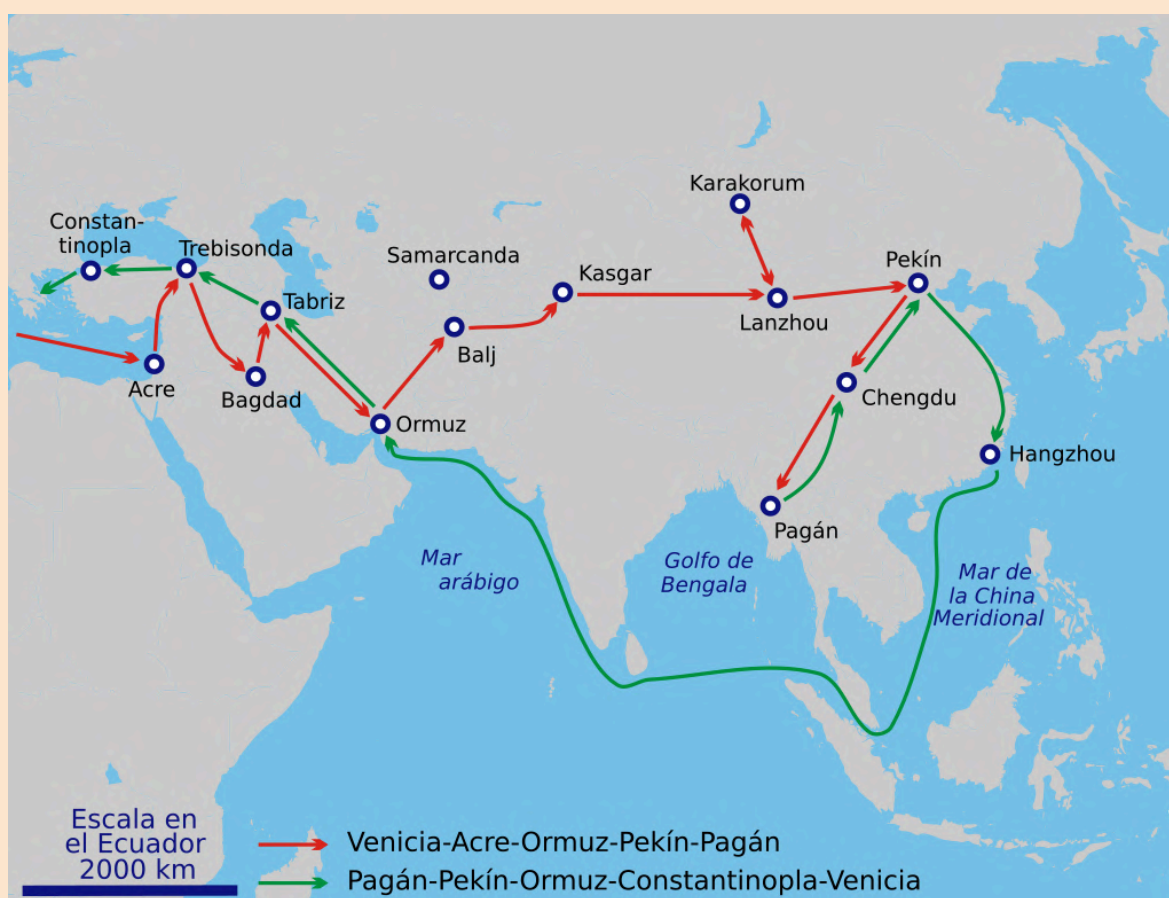 Karakorum
Constan-
tinopla
Trebisonda
Samarcanda
Pekín
Kasgar
Tabriz
Lanzhou
Balj
Acre
Bagdad
Chengdu
Ormuz
Hangzhou
Pagán
Mar
arábigo
Golfo de
Bengala
Mar de
la China
Meridional
Escala en
el Ecuador
2000 km
Venicia-Acre-Ormuz-Pekín-Pagán
Pagán-Pekín-Ormuz-Constantinopla-Venicia